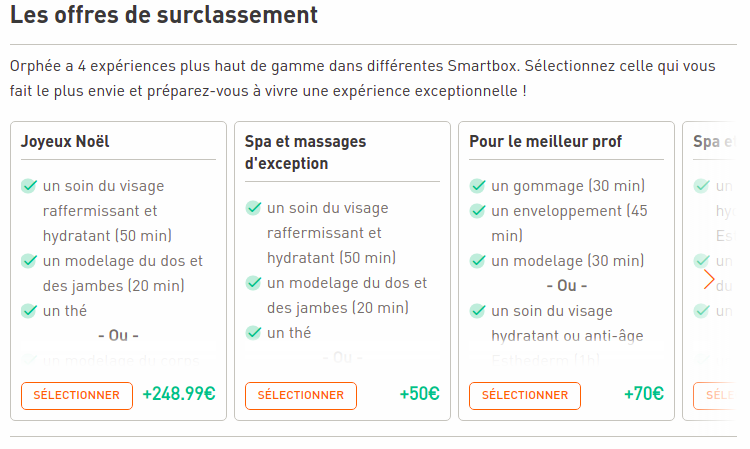 Les offres de surclassement
Orphée a 4 expériences plus haut de gamme dans différentes Smartbox. Sélectionnez celle qui vous
fait le plus envie et préparez-vous à vivre une expérience exceptionnelle !
Joyeux Noël
un soin du visage
raffermissant et
hydratant (50 min)
un modelage du dos et
des jambes (20 min)
un thé
- Ou -
un modelage du corps
SÉLECTIONNER
+248.99€
Spa et massages
d'exception
un soin du visage
raffermissant et
hydratant (50 min)
un modelage du dos et
des jambes (20 min)
un thé
- Ou -
SÉLECTIONNER
+50€
Pour le meilleur prof
un gommage (30 min)
un enveloppement (45
min)
un modelage (30 min)
- Ou -
un soin du visage
hydratant ou anti-âge
Esthederm (1h)
SÉLECTIONNER
+70€
Spa et
un
hy
Es
un
du
un
SÉLE